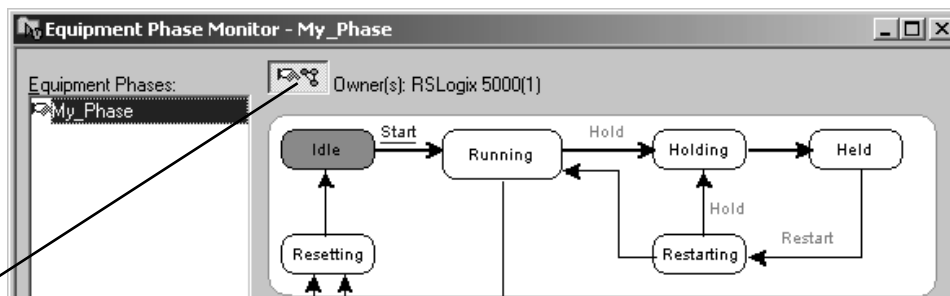 Equipment Phase Monitor - My_Phase
Equipment Phases:
Owner(s): RSLogix 5000(1)
My_Phase
Idle
Start
Running
Hold
Holding
Held
Hold
Resetting
Restarting
Restart